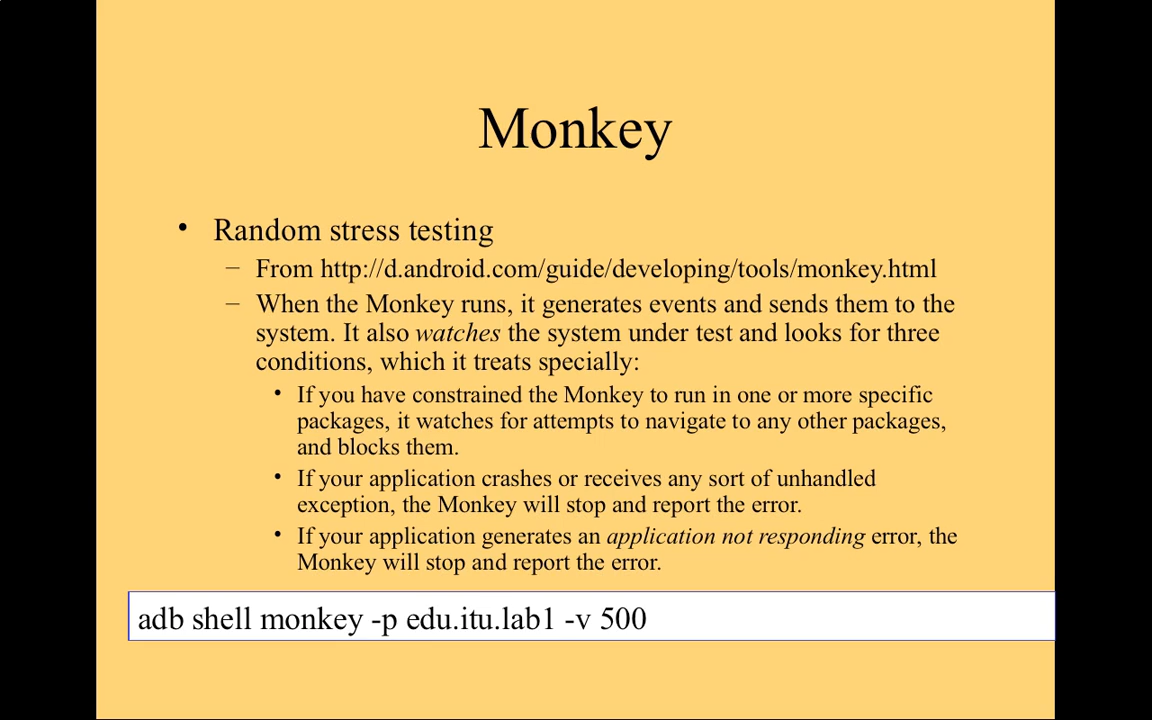 Monkey
• Random stress testing
– From http://d.android.com/guide/developing/tools/monkey.html
– When the Monkey runs, it generates events and sends them to the
system. It also watches the system under test and looks for three
conditions, which it treats specially:
• If you have constrained the Monkey to run in one or more specific
packages, it watches for attempts to navigate to any other packages,
and blocks them.
• If your application crashes or receives any sort of unhandled
exception, the Monkey will stop and report the error.
• If your application generates an application not responding error, the
Monkey will stop and report the error.
adb shell monkey -p edu.itu.lab1 -v 500